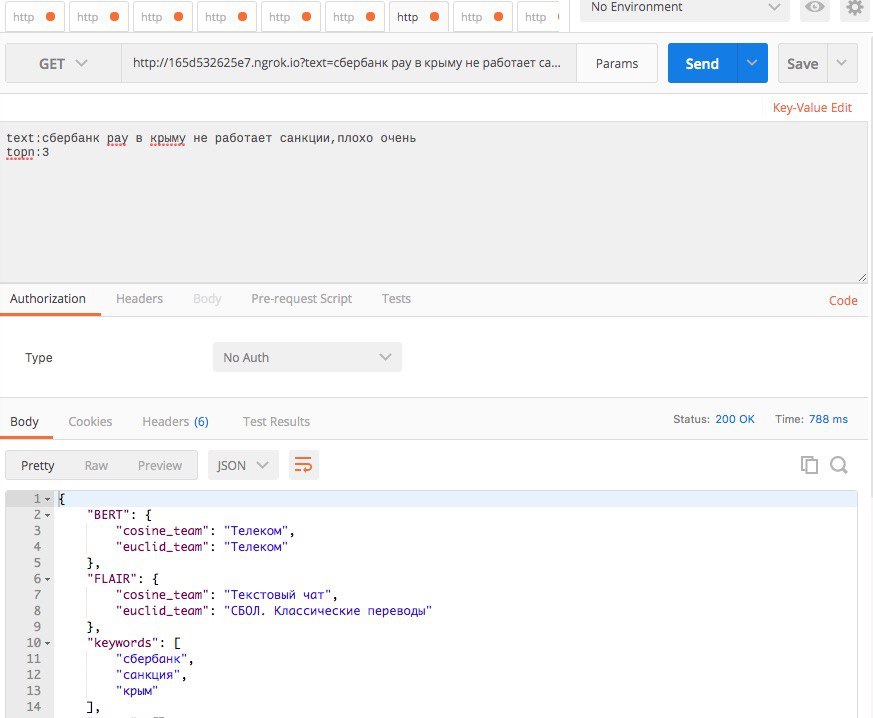 http http http http http http http http http No Environment
GET http://165d532625e7.ngrok.io?text=сбербанк pay в крыму не работает са... Params Send Save
Key-Value Edit
text:сбербанк pay в крыму не работает санкции,плохо очень
topn:3
Authorization Headers Body Pre-request Script Tests Code
Type No Auth
Body Cookies Headers (6) Test Results Status: 200 OK Time: 788 ms
Pretty Raw Preview JSON
1 {
2 "BERT": {
3 "cosine_team": "Телеком",
4 "euclid_team": "Телеком"
5 },
6 "FLAIR": {
7 "cosine_team": "Текстовый чат",
8 "euclid_team": "СБОЛ. Классические переводы"
9 },
10 "keywords": [
11 "сбербанк",
12 "санкция",
13 "крым"
14 ],